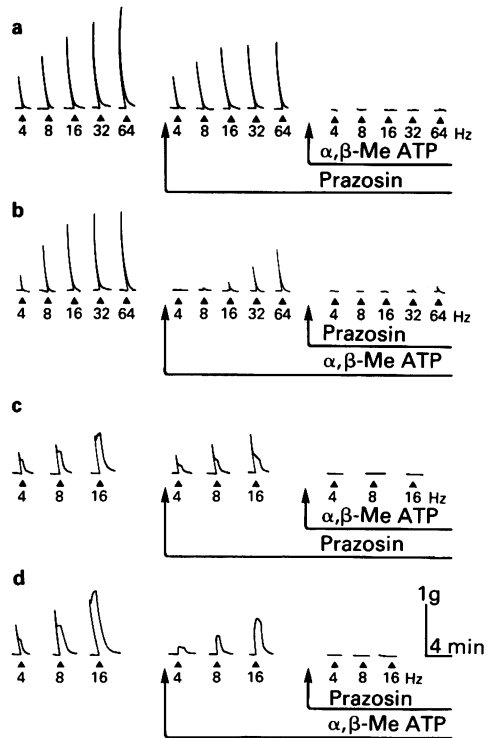 a
4 8 16 32 64 4 8 16 32 64 4 8 16 32 64 Hz
α,β-Me ATP
Prazosin
b
4 8 16 32 64 4 8 16 32 64 4 8 16 32 64 Hz
Prazosin
α,β-Me ATP
c
4 8 16 4 8 16 4 8 16 Hz
α,β-Me ATP
Prazosin
d
1g
4 min
4 8 16 4 8 16 4 8 16 Hz
Prazosin
α,β-Me ATP